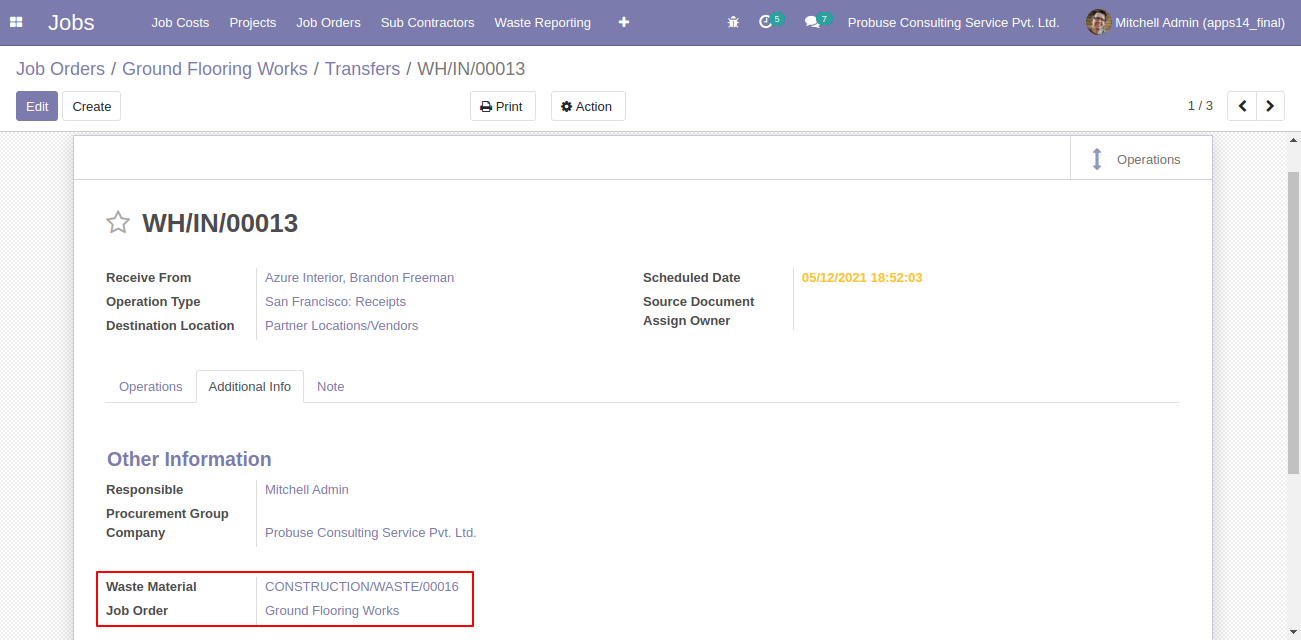 Jobs Job Costs Projects Job Orders Sub Contractors Waste Reporting 5 7 Probuse Consulting Service Pvt. Ltd. Mitchell Admin (apps14_final)
Job Orders / Ground Flooring Works / Transfers / WH/IN/00013
Edit Create Print Action 1 / 3
Operations
WH/IN/00013
Receive From Azure Interior, Brandon Freeman Scheduled Date 05/12/2021 18:52:03
Operation Type San Francisco: Receipts Source Document
Destination Location Partner Locations/Vendors Assign Owner
Operations Additional Info Note
Other Information
Responsible Mitchell Admin
Procurement Group
Company Probuse Consulting Service Pvt. Ltd.
Waste Material CONSTRUCTION/WASTE/00016
Job Order Ground Flooring Works